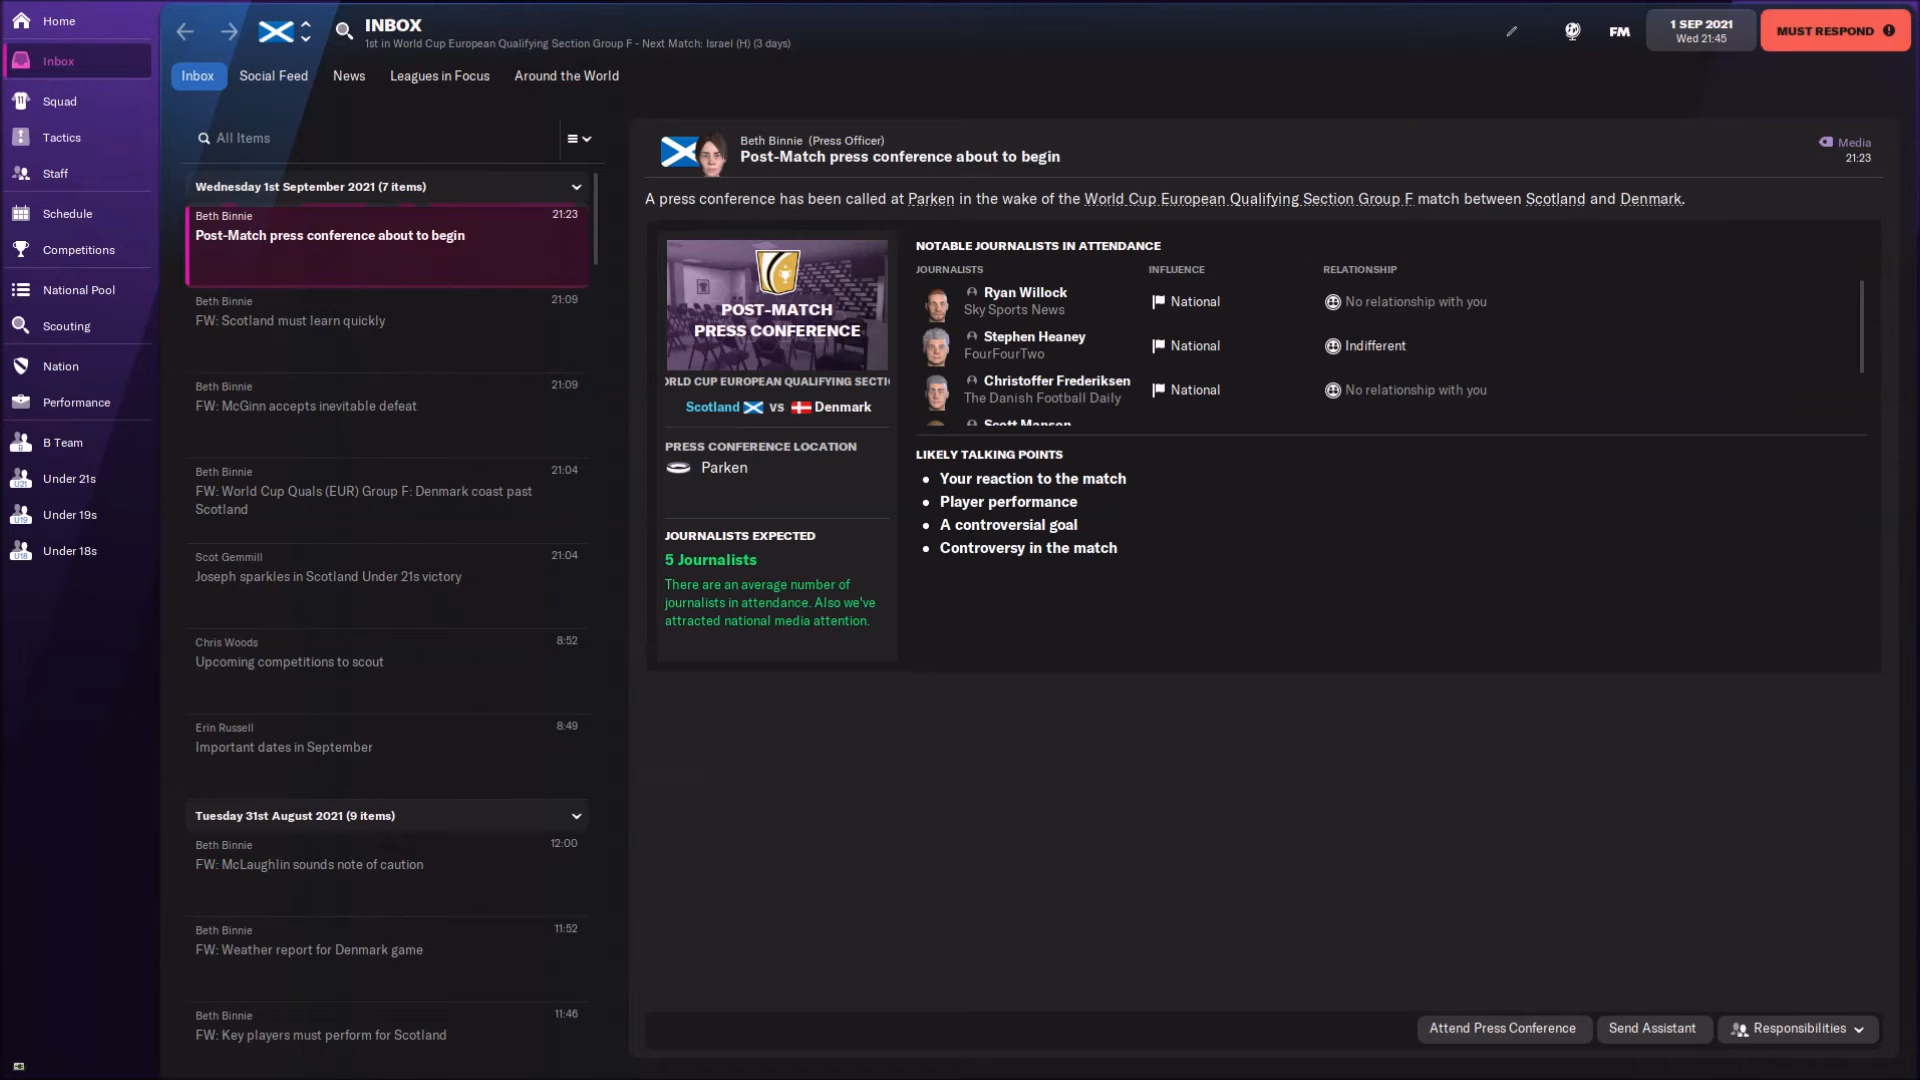 Home
Inbox
Squad
Tactics
Staff
Schedule
Competitions
National Pool
Scouting
Nation
Performance
B Team
Under 21s
Under 19s
Under 18s
INBOX
1st in World Cup European Qualifying Section Group F - Next Match: Israel (H) (3 days)
FM
1 SEP 2021
Wed 21:45
MUST RESPOND
Inbox
Social Feed
News
Leagues in Focus
Around the World
All Items
Wednesday 1st September 2021 (7 items)
Beth Binnie 21:23
Post-Match press conference about to begin
Beth Binnie 21:09
FW: Scotland must learn quickly
Beth Binnie 21:09
FW: McGinn accepts inevitable defeat
Beth Binnie 21:04
FW: World Cup Quals (EUR) Group F: Denmark coast past
Scotland
Scot Gemmill 21:04
Joseph sparkles in Scotland Under 21s victory
Chris Woods 8:52
Upcoming competitions to scout
Erin Russell 8:49
Important dates in September
Tuesday 31st August 2021 (9 items)
Beth Binnie 12:00
FW: McLaughlin sounds note of caution
Beth Binnie 11:52
FW: Weather report for Denmark game
Beth Binnie 11:46
FW: Key players must perform for Scotland
Beth Binnie (Press Officer)
Post-Match press conference about to begin
Media
21:23
A press conference has been called at Parken in the wake of the World Cup European Qualifying Section Group F match between Scotland and Denmark.
POST-MATCH
PRESS CONFERENCE
ORLD CUP EUROPEAN QUALIFYING SECTI
Scotland vs Denmark
PRESS CONFERENCE LOCATION
Parken
JOURNALISTS EXPECTED
5 Journalists
There are an average number of
journalists in attendance. Also we've
attracted national media attention.
NOTABLE JOURNALISTS IN ATTENDANCE
JOURNALISTS INFLUENCE RELATIONSHIP
Ryan Willock
Sky Sports News
National
No relationship with you
Stephen Heaney
FourFourTwo
National
Indifferent
Christoffer Frederiksen
The Danish Football Daily
National
No relationship with you
Scott Manson
LIKELY TALKING POINTS
• Your reaction to the match
• Player performance
• A controversial goal
• Controversy in the match
Attend Press Conference
Send Assistant
Responsibilities